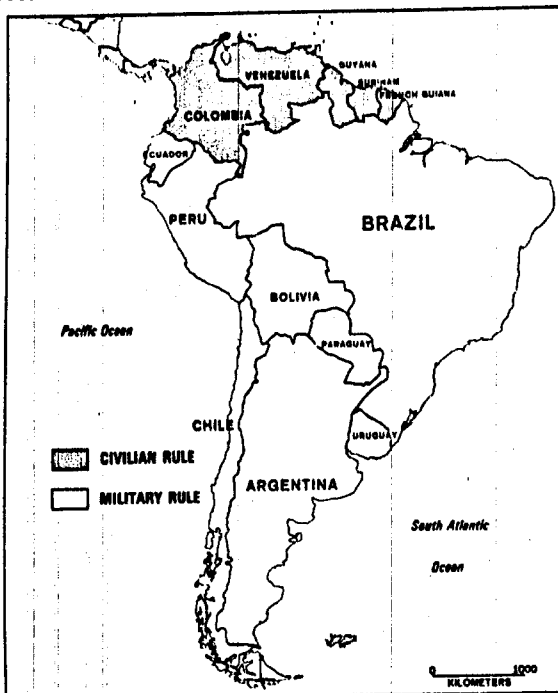 GUYANA
VENEZUELA
SURINAM
FRENCH GUIANA
COLOMBIA
CUADOR
PERU
BRAZIL
BOLIVIA
Pacific Ocean
PARAGUAY
CHILE
URUGUAY
CIVILIAN RULE
ARGENTINA
MILITARY RULE
South Atlantic
Ocean
0 1000
KILOMETERS